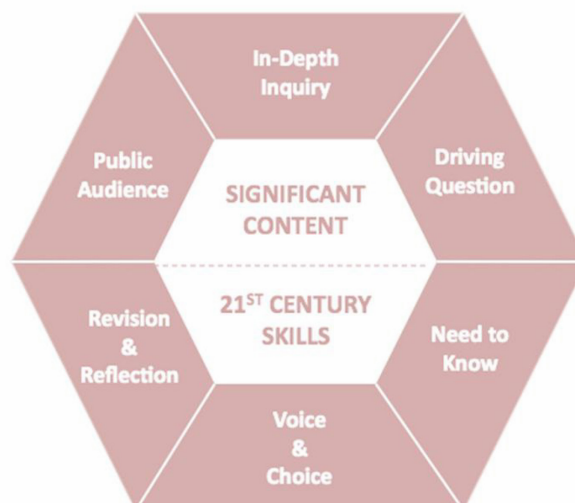 In-Depth
Inquiry
Driving
Question
Need to
Know
Voice
&
Choice
Revision
&
Reflection
Public
Audience
SIGNIFICANT
CONTENT
21ST CENTURY
SKILLS